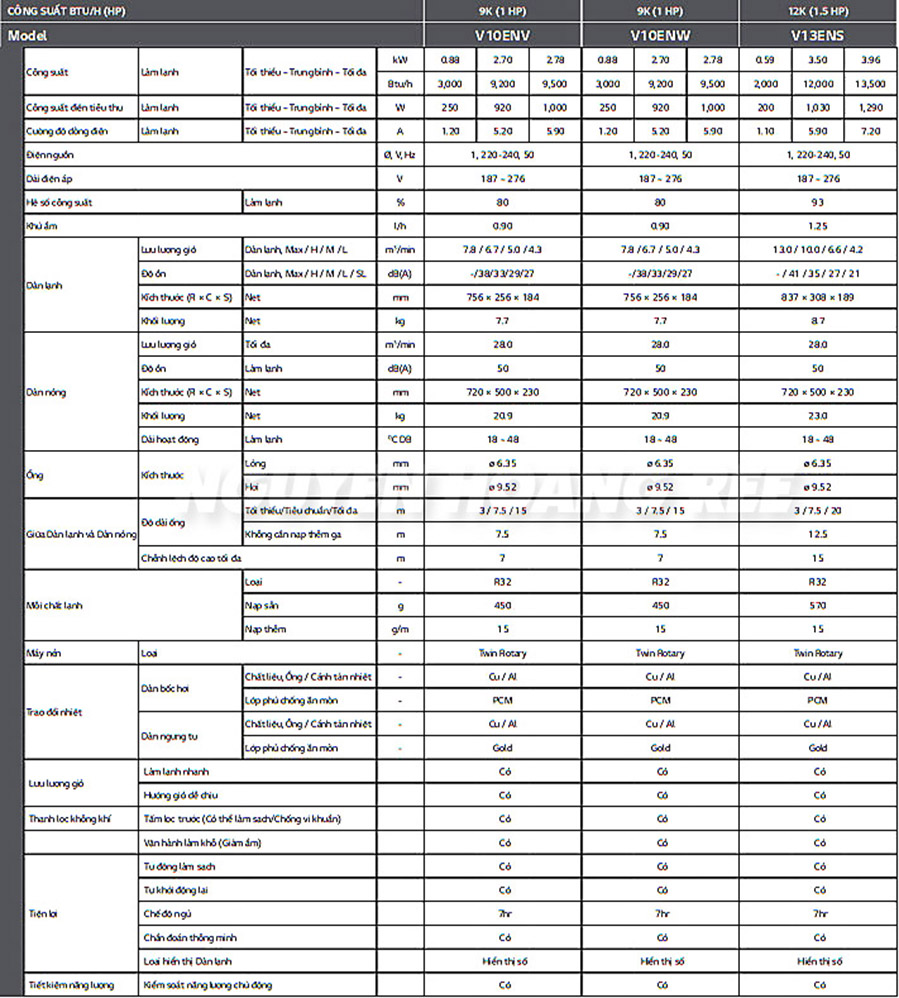 CÔNG SUẤT BTU/H (HP) 9K (1 HP) 9K (1 HP) 12K (1.5 HP)
Model V10ENV V10ENW V13ENS
Công suất Làm lạnh Tối thiểu – Trung bình – Tối đa kW 0.88 2.70 2.78 0.88 2.70 2.78 0.59 3.50 3.96
Btu/h 3,000 9,200 9,500 3,000 9,200 9,500 2,000 12,000 13,500
Công suất điện tiêu thụ Làm lạnh Tối thiểu – Trung bình – Tối đa W 250 920 1,000 250 920 1,000 200 1,030 1,290
Cường độ dòng điện Làm lạnh Tối thiểu – Trung bình – Tối đa A 1.20 5.20 5.90 1.20 5.20 5.90 1.10 5.90 7.20
Điện nguồn Ø, V, Hz 1, 220-240, 50 1, 220-240, 50 1, 220-240, 50
Dải điện áp V 187 ~ 276 187 ~ 276 187 ~ 276
Hệ số công suất Làm lạnh % 80 80 93
Khử ẩm l/h 0.90 0.90 1.25
Dàn lạnh Lưu lượng gió Dàn lạnh, Max / H / M / L m³/min 7.8 / 6.7 / 5.0 / 4.3 7.8 / 6.7 / 5.0 / 4.3 13.0 / 10.0 / 6.6 / 4.2
Độ ồn Dàn lạnh, Max / H / M / L / SL dB(A) -/38/33/29/27 -/38/33/29/27 - / 41 / 35 / 27 / 21
Kích thước (R × C × S) Net mm 756 × 256 × 184 756 × 256 × 184 837 × 308 × 189
Khối lượng Net kg 7.7 7.7 8.7
Dàn nóng Lưu lượng gió Tối đa m³/min 28.0 28.0 28.0
Độ ồn Làm lạnh dB(A) 50 50 50
Kích thước (R × C × S) Net mm 720 × 500 × 230 720 × 500 × 230 720 × 500 × 230
Khối lượng Net kg 20.9 20.9 23.0
Dải hoạt động Làm lạnh °C DB 18 ~ 48 18 ~ 48 18 ~ 48
Ống Kích thước Lỏng mm ø 6.35 ø 6.35 ø 6.35
Hơi mm ø 9.52 ø 9.52 ø 9.52
NGUYEN HOANG REE
Giữa Dàn lạnh và Dàn nóng Độ dài ống Tối thiểu/Tiêu chuẩn/Tối đa m 3 / 7.5 / 15 3 / 7.5 / 15 3 / 7.5 / 20
Không cần nạp thêm ga m 7.5 7.5 12.5
Chênh lệch độ cao tối đa m 7 7 15
Môi chất lạnh Loại - R32 R32 R32
Nạp sẵn g 450 450 570
Nạp thêm g/m 15 15 15
Máy nén Loại - Twin Rotary Twin Rotary Twin Rotary
Trao đổi nhiệt Dàn bốc hơi Chất liệu, Ống / Cánh tản nhiệt - Cu / Al Cu / Al Cu / Al
Lớp phủ chống ăn mòn - PCM PCM PCM
Dàn ngưng tụ Chất liệu, Ống / Cánh tản nhiệt - Cu / Al Cu / Al Cu / Al
Lớp phủ chống ăn mòn - Gold Gold Gold
Lưu lượng gió Làm lạnh nhanh Có Có Có
Hướng gió dễ chịu Có Có Có
Thanh lọc không khí Tấm lọc trước (Có thể làm sạch/Chống vi khuẩn) Có Có Có
Vận hành làm khô (Giảm ẩm) Có Có Có
Tiện lợi Tự động làm sạch Có Có Có
Tự khởi động lại Có Có Có
Chế độ ngủ 7hr 7hr 7hr
Chẩn đoán thông minh Có Có Có
Loại hiển thị Dàn lạnh Hiển thị số Hiển thị số Hiển thị số
Tiết kiệm năng lượng Kiểm soát năng lượng chủ động Có Có Có